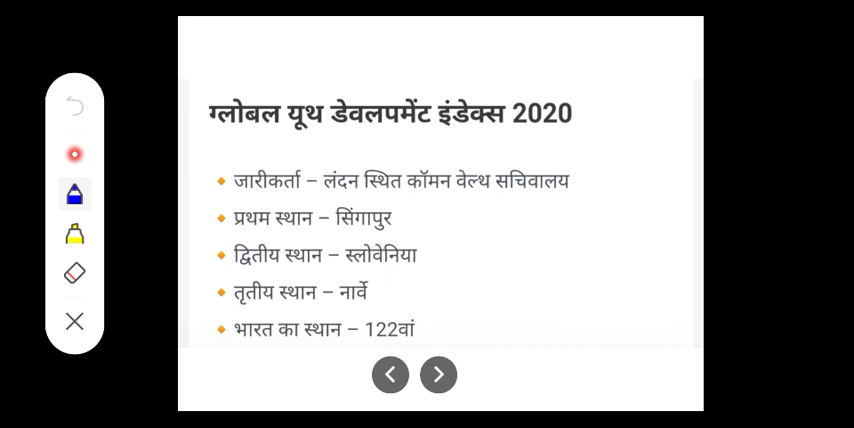 ग्लोबल यूथ डेवलपमेंट इंडेक्स 2020
जारीकर्ता – लंदन स्थित कॉमन वेल्थ सचिवालय
प्रथम स्थान – सिंगापुर
द्वितीय स्थान – स्लोवेनिया
तृतीय स्थान – नार्वे
भारत का स्थान – 122वां